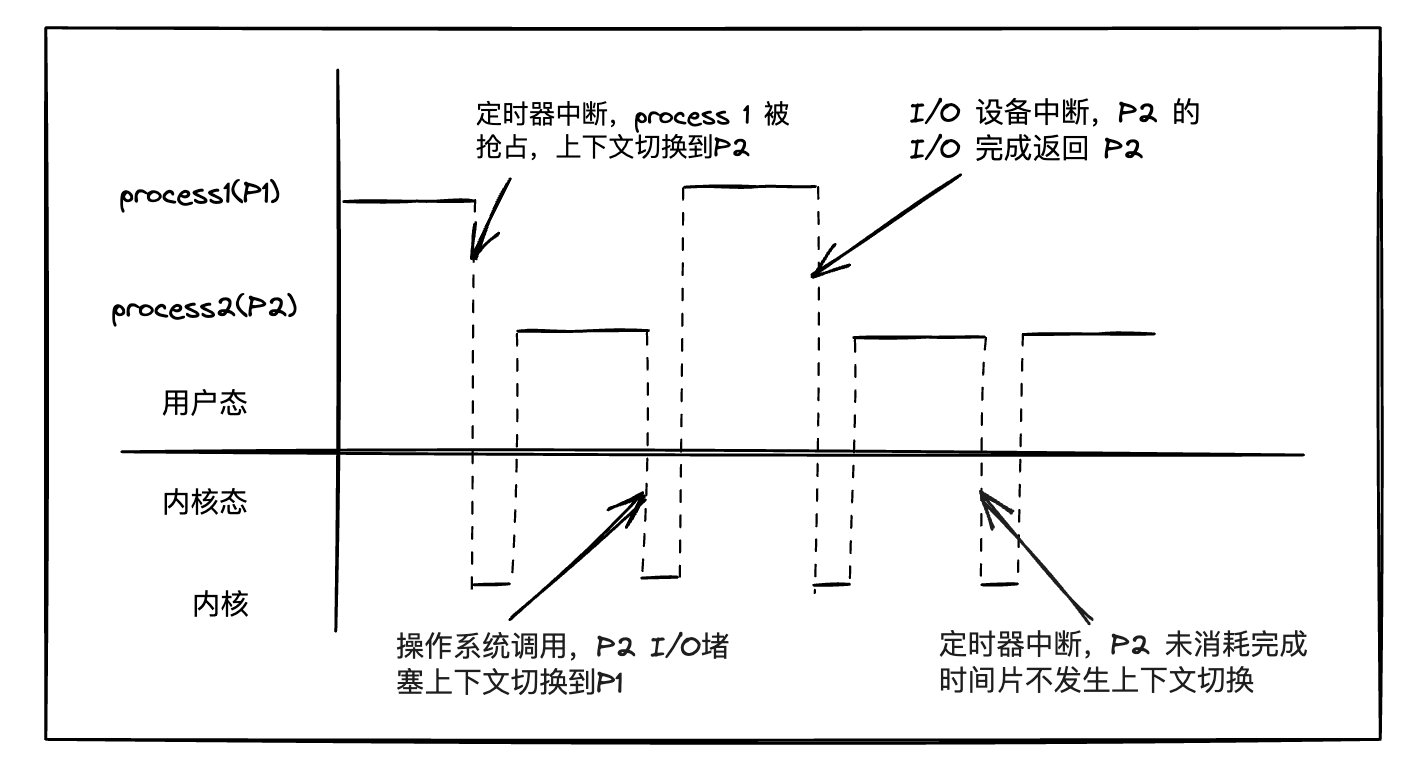 定时器中断，process 1 被
抢占，上下文切换到P2
I/O 设备中断，P2 的
I/O 完成返回 P2
process1(P1)
process2(P2)
用户态
内核态
内核
操作系统调用，P2 I/O堵
塞上下文切换到P1
定时器中断，P2 未消耗完成
时间片不发生上下文切换